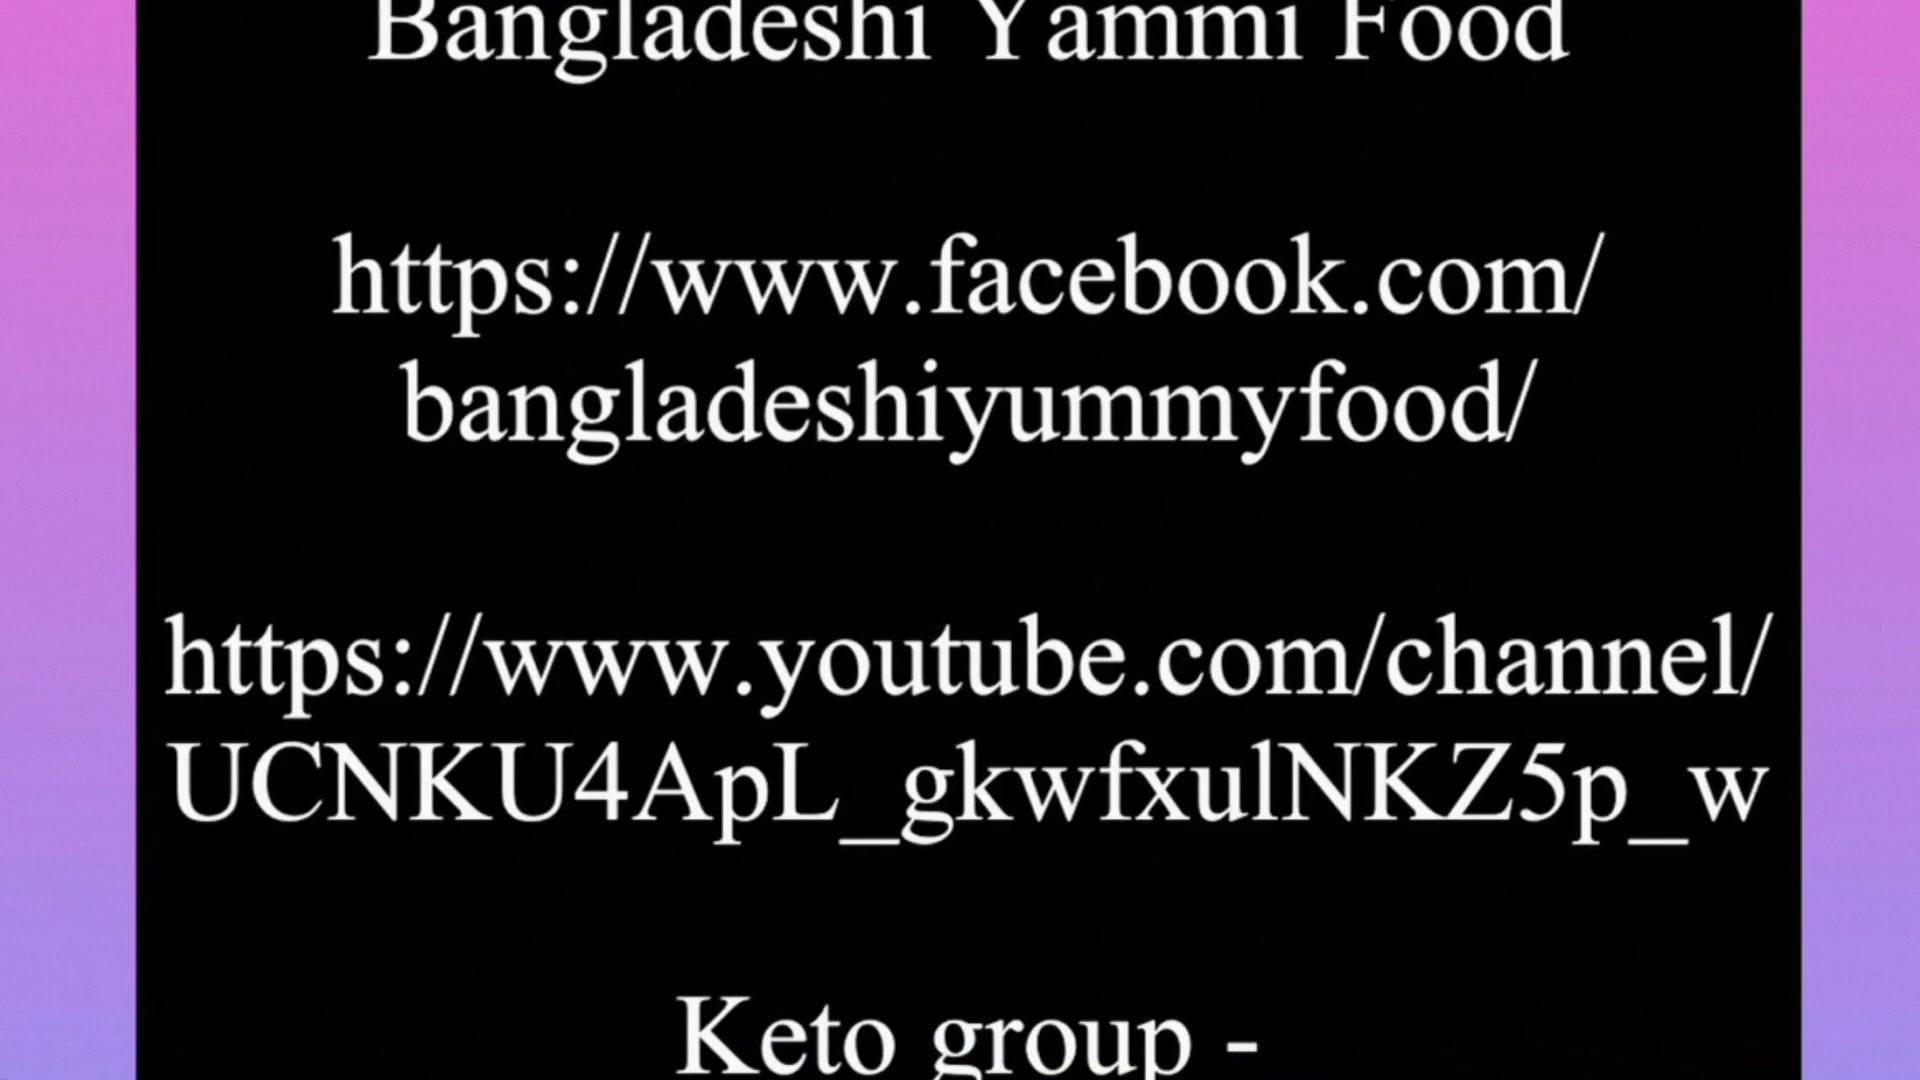 Bangladeshi Yammi Food
https://www.facebook.com/
bangladeshiyummyfood/
https://www.youtube.com/channel/
UCNKU4ApL_gkwfxulNKZ5p_w
Keto group -